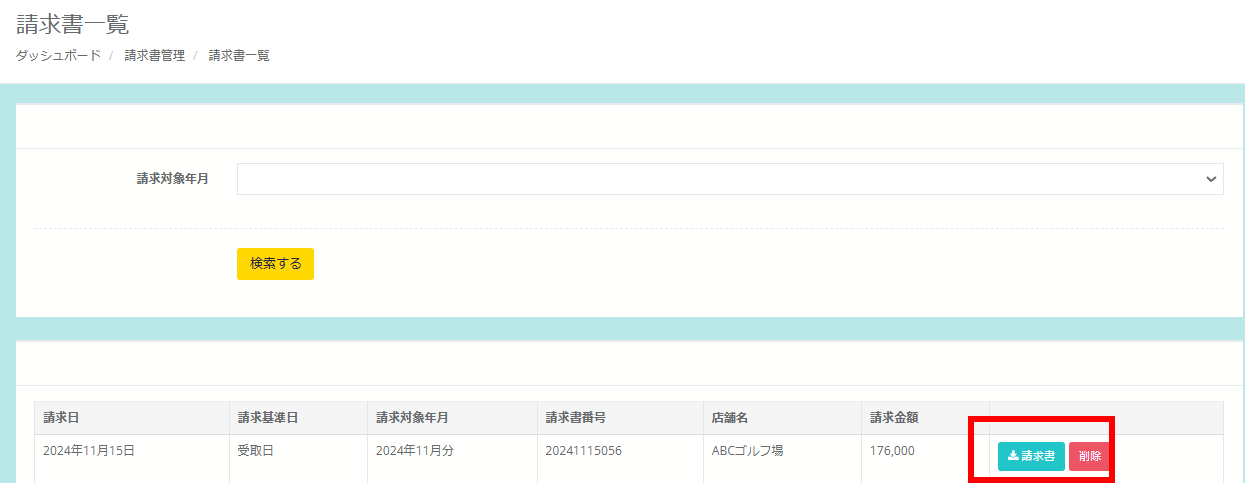 請求書一覧
ダッシュボード / 請求書管理 / 請求書一覧
請求対象年月
検索する
請求日 請求基準日 請求対象年月 請求書番号 店舗名 請求金額
2024年11月15日 受取日 2024年11月分 20241115056 ABCゴルフ場 176,000 請求書 削除